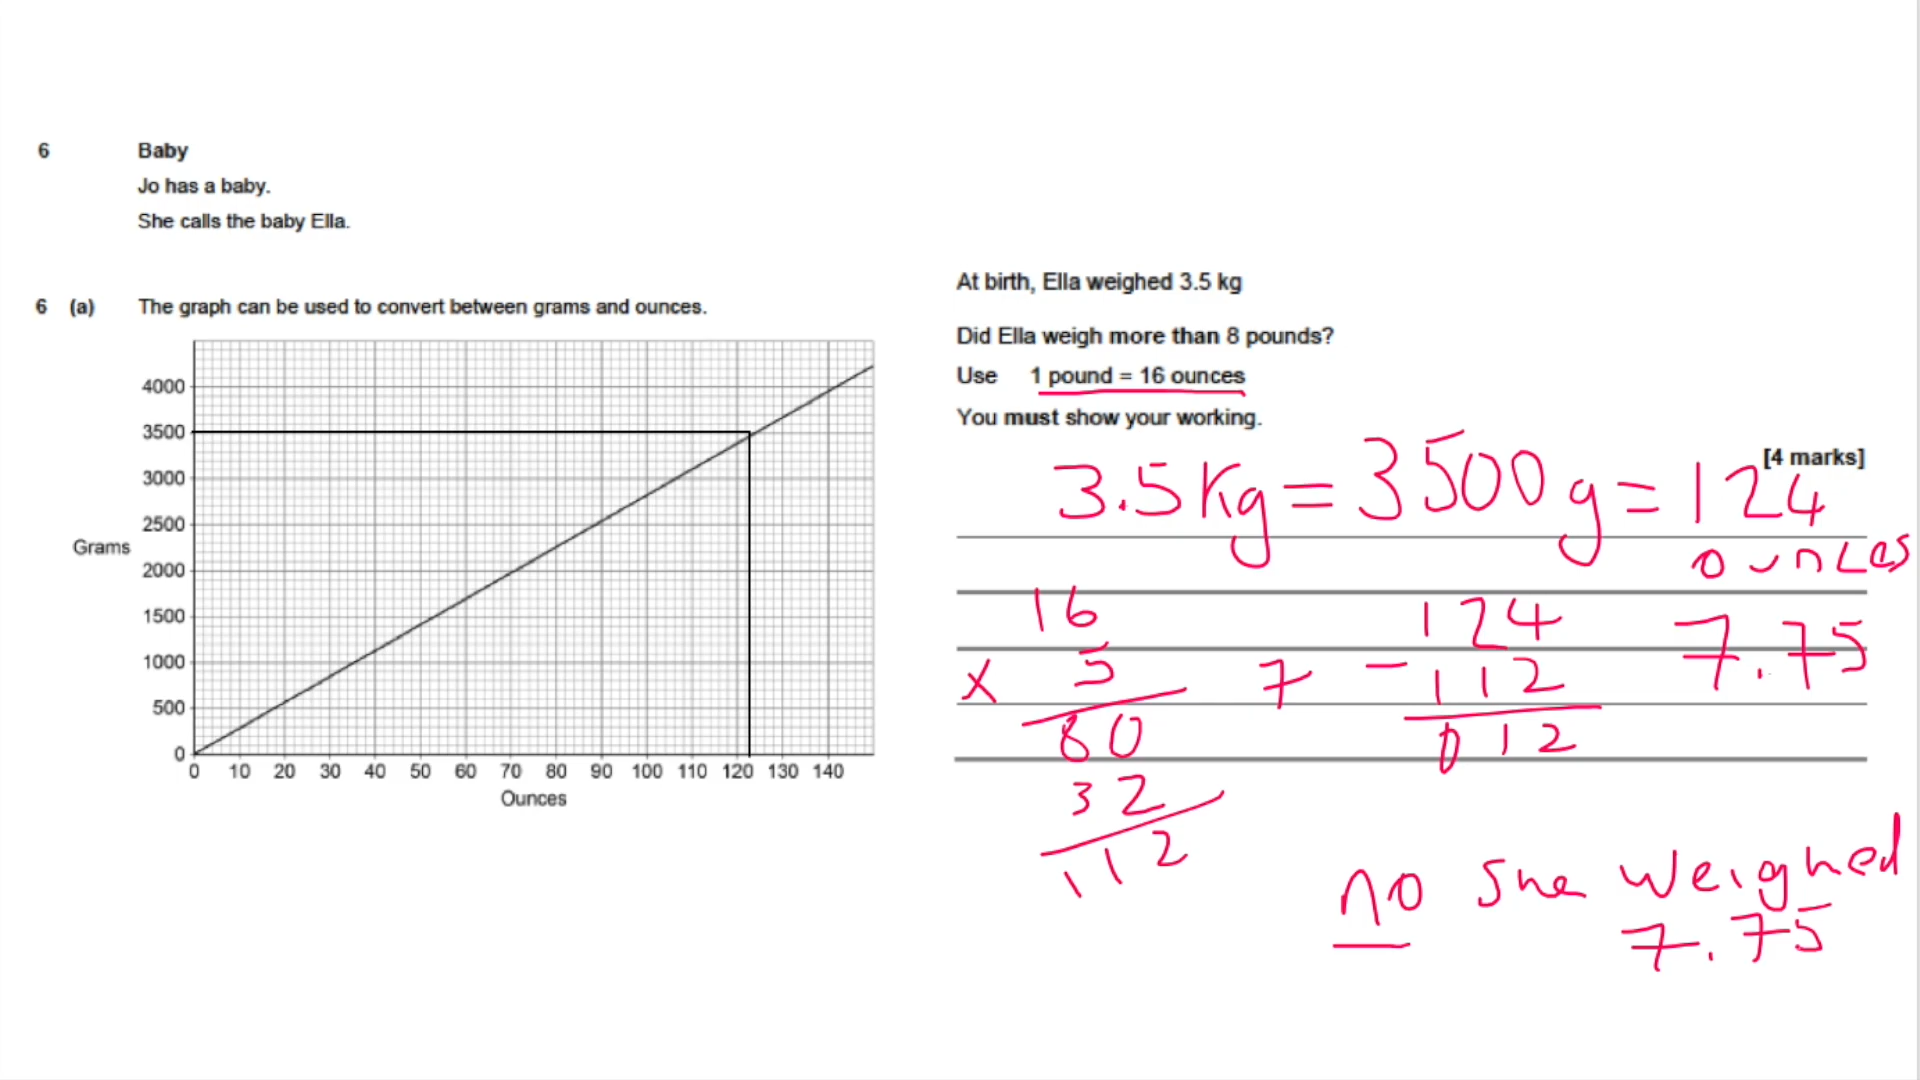 6 Baby
Jo has a baby.
She calls the baby Ella.
6 (a) The graph can be used to convert between grams and ounces.
4000
3500
3000
2500
Grams
2000
1500
1000
500
0
0 10 20 30 40 50 60 70 80 90 100 110 120 130 140
Ounces
At birth, Ella weighed 3.5 kg
Did Ella weigh more than 8 pounds?
Use 1 pound = 16 ounces
You must show your working.
[4 marks]
3.5Kg = 3500g = 124
ounces
16
x 5
80
32
112
7
124
- 112
012
7.75
no she weighed
7.75